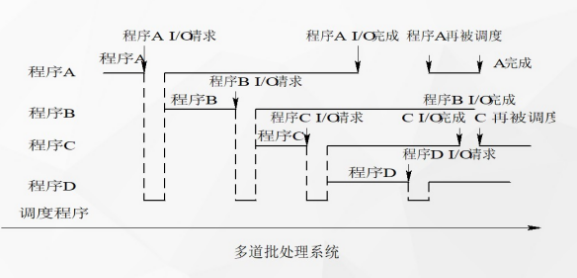 程序A I/O请求 程序A I/O完成 程序A再被调度
程序A 程序A A完成
程序B I/O请求
程序B 程序B 程序B I/O完成
程序C I/O请求 C I/O完成 C 再被调度
程序C 程序C
程序D I/O请求
程序D 程序D
调度程序
多道批处理系统